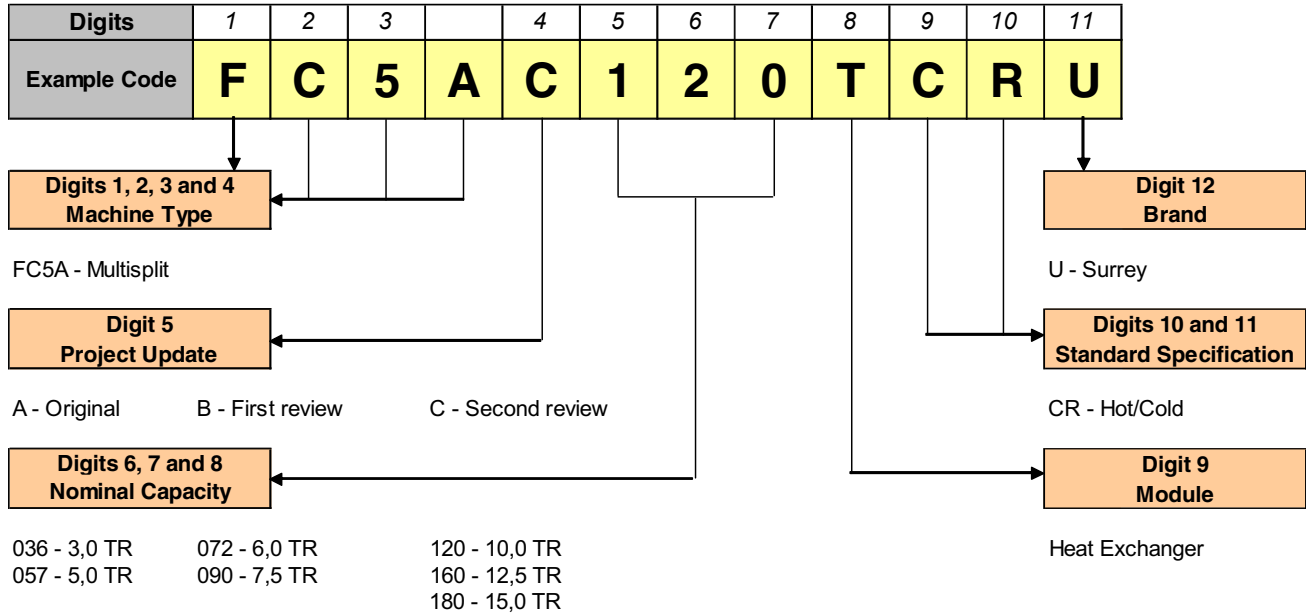 Digits 1 2 3 4 5 6 7 8 9 10 11
Example Code F C 5 A C 1 2 0 T C R U
Digits 1, 2, 3 and 4
Machine Type
Digit 12
Brand
FC5A - Multisplit
U - Surrey
Digit 5
Project Update
Digits 10 and 11
Standard Specification
A - Original B - First review C - Second review
CR - Hot/Cold
Digits 6, 7 and 8
Nominal Capacity
Digit 9
Module
036 - 3,0 TR 072 - 6,0 TR 120 - 10,0 TR
Heat Exchanger
057 - 5,0 TR 090 - 7,5 TR 160 - 12,5 TR
180 - 15,0 TR